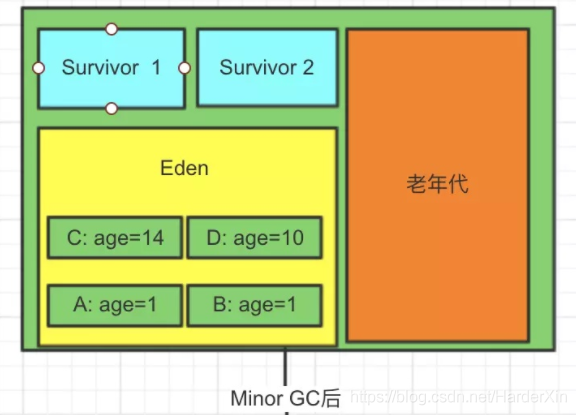 Survivor 1
Survivor 2
Eden
老年代
C: age=14
D: age=10
A: age=1
B: age=1
Minor GC后
https://blog.csdn.net/HarderXin